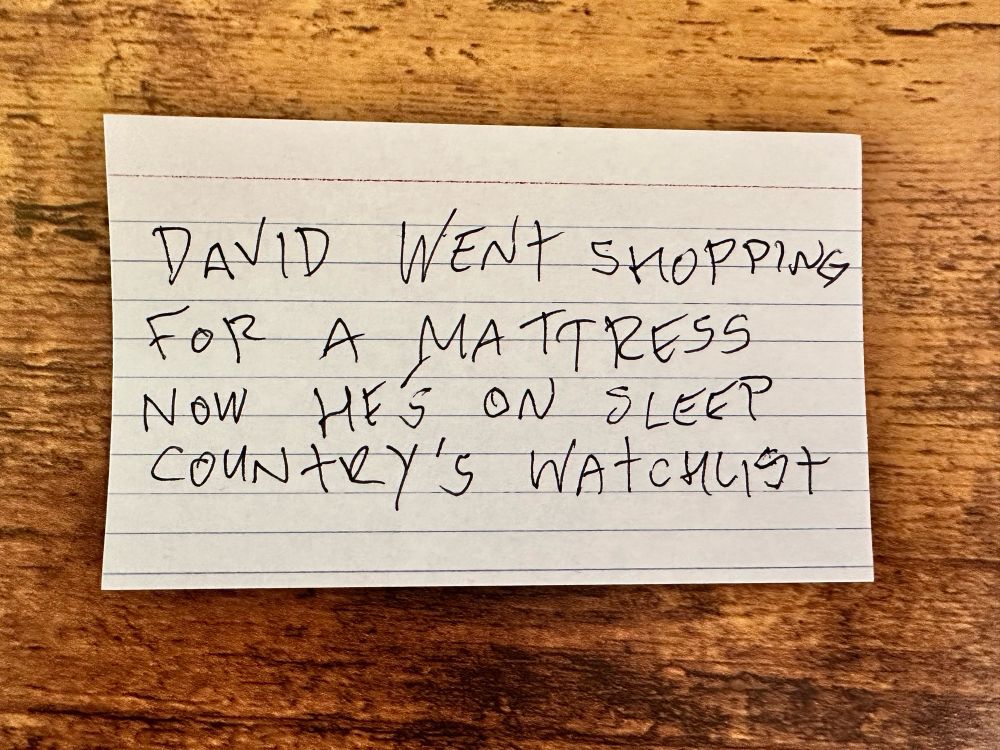 DAVID WENT SHOPPING
FOR A MATTRESS
NOW HE'S ON SLEEP
COUNTRY'S WATCHLIST